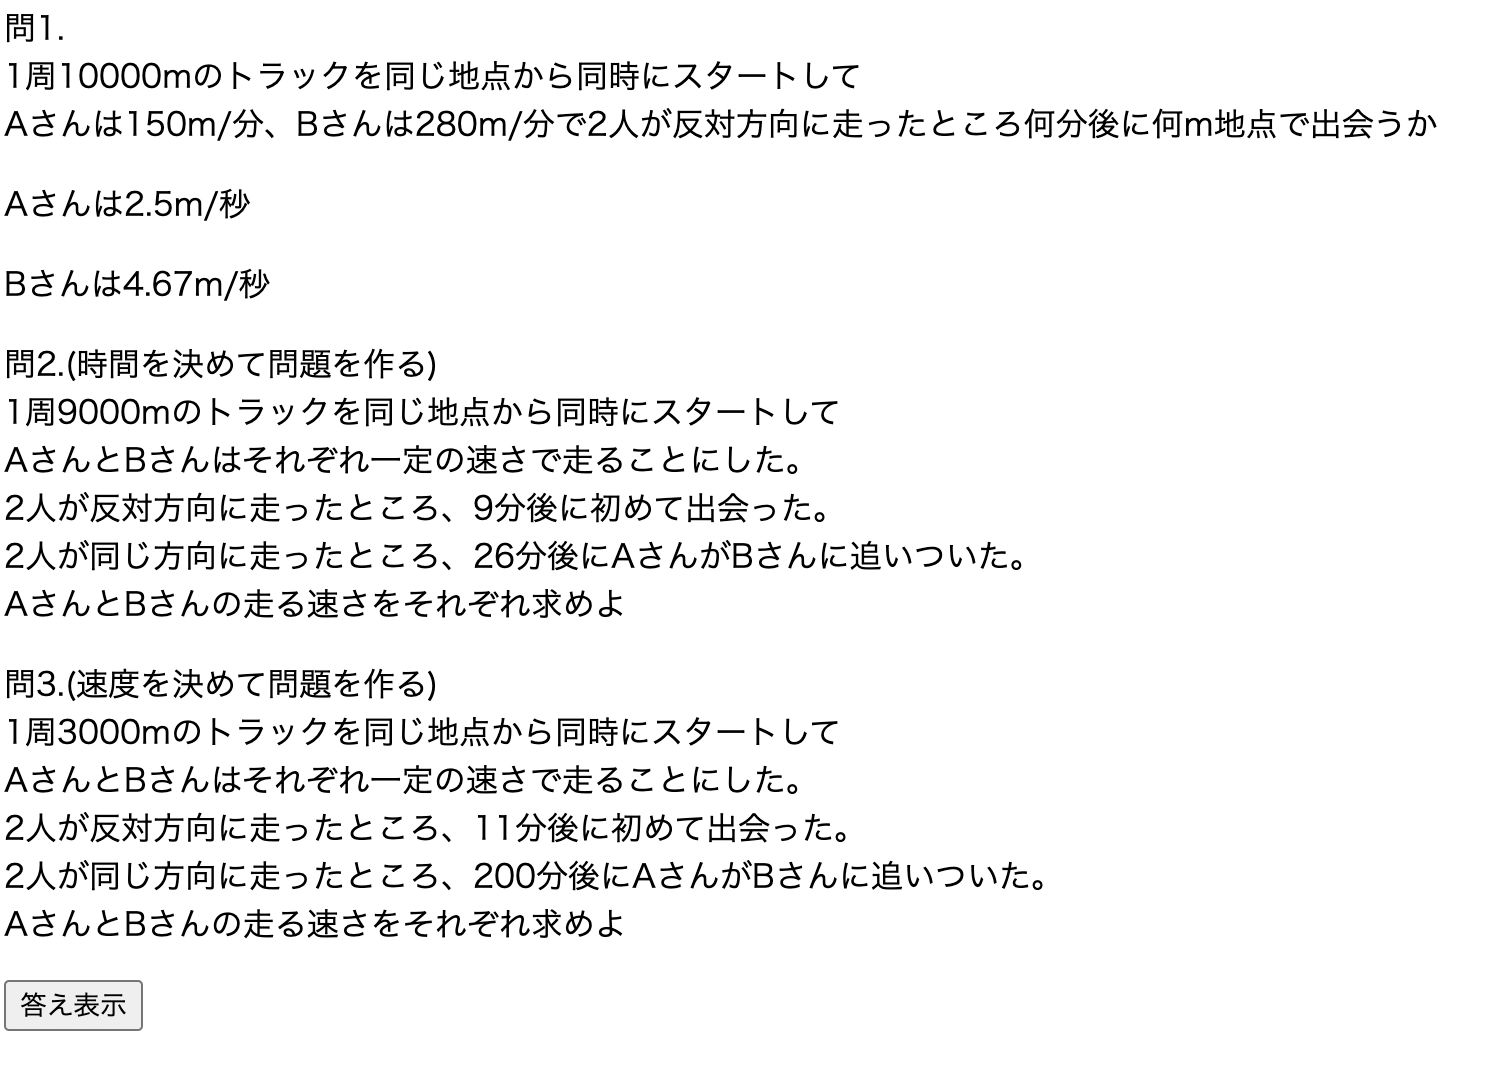 問1.
1周10000mのトラックを同じ地点から同時にスタートして
Aさんは150m/分、Bさんは280m/分で2人が反対方向に走ったところ何分後に何m地点で出会うか
Aさんは2.5m/秒
Bさんは4.67m/秒
問2.(時間を決めて問題を作る)
1周9000mのトラックを同じ地点から同時にスタートして
AさんとBさんはそれぞれ一定の速さで走ることにした。
2人が反対方向に走ったところ、9分後に初めて出会った。
2人が同じ方向に走ったところ、26分後にAさんがBさんに追いついた。
AさんとBさんの走る速さをそれぞれ求めよ
問3.(速度を決めて問題を作る)
1周3000mのトラックを同じ地点から同時にスタートして
AさんとBさんはそれぞれ一定の速さで走ることにした。
2人が反対方向に走ったところ、11分後に初めて出会った。
2人が同じ方向に走ったところ、200分後にAさんがBさんに追いついた。
AさんとBさんの走る速さをそれぞれ求めよ
答え表示